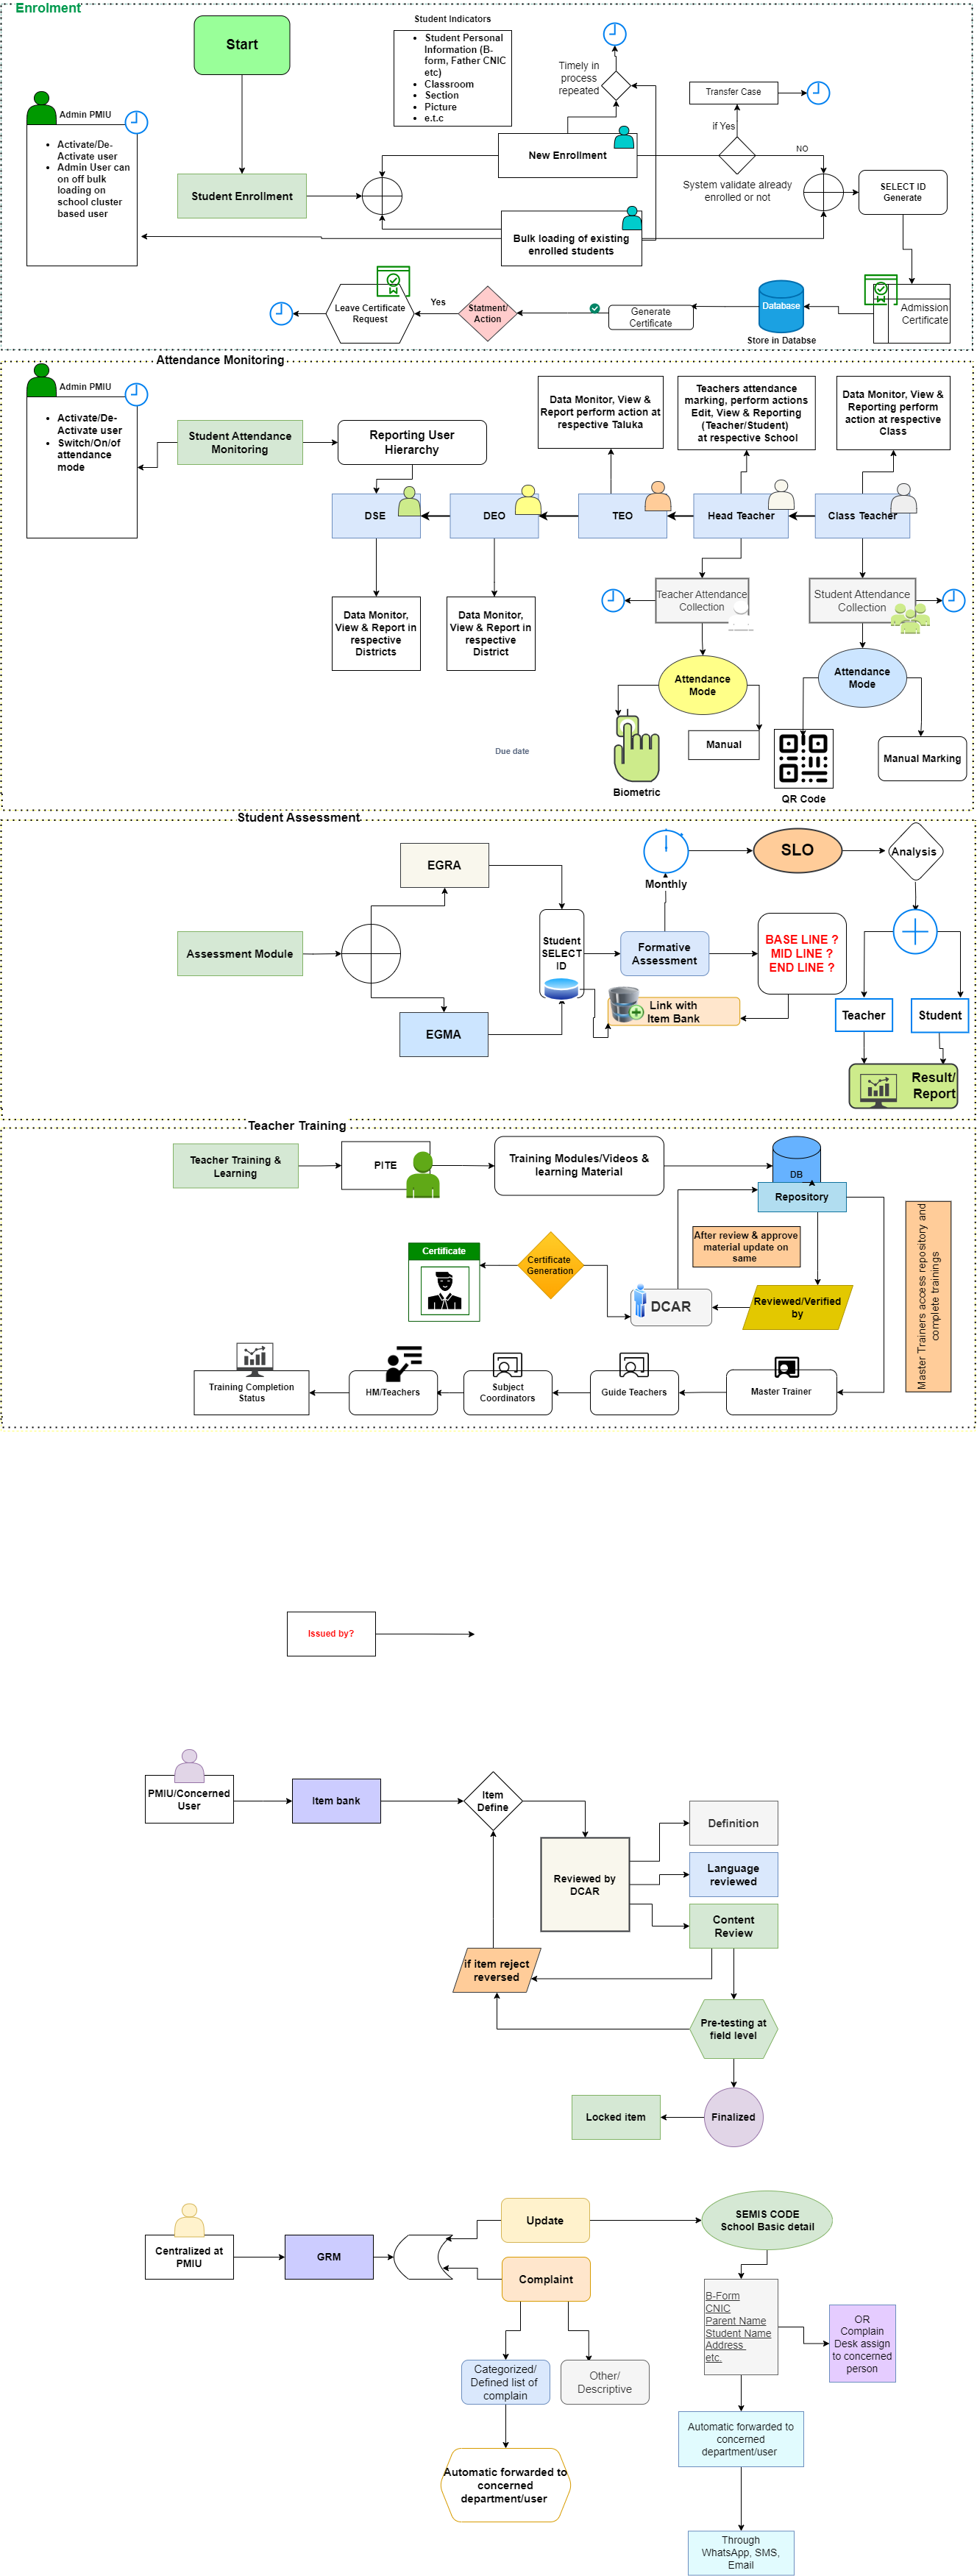 Enrolment
Start
Student Indicators
Student Personal
Information (B-
form, Father CNIC
etc)
Classroom
Section
Picture
e.t.c
Timely in
process
repeated
Transfer Case
if Yes
Admin PMIU
Activate/De-
Activate user
Admin User can
on off bulk
loading on
school cluster
based user
New Enrollment
NO
System validate already
enrolled or not
SELECT ID
Generate
Student Enrollment
Bulk loading of existing
enrolled students
Leave Certificate
Request
Yes
Statment/
Action
Generate
Certificate
Database
Store in Databse
Admission
Certificate
Attendance Monitoring
Admin PMIU
Activate/De-
Activate user
Switch/On/of
attendance
mode
Student Attendance
Monitoring
Reporting User
Hierarchy
Data Monitor, View &
Report perform action at
respective Taluka
Teachers attendance
marking, perform actions
Edit, View & Reporting
(Teacher/Student)
at respective School
Data Monitor, View &
Reporting perform
action at respective
Class
DSE
DEO
TEO
Head Teacher
Class Teacher
Data Monitor,
View & Report in
respective
Districts
Data Monitor,
View & Report in
respective
District
Teacher Attendance
Collection
Student Attendance
Collection
Attendance
Mode
Attendance
Mode
Due date
Biometric
Manual
QR Code
Manual Marking
Student Assessment
EGRA
Monthly
SLO
Analysis
Assessment Module
Student
SELECT
ID
Formative
Assessment
BASE LINE ?
MID LINE ?
END LINE ?
EGMA
Link with
Item Bank
Teacher
Student
Result/
Report
Teacher Training
Teacher Training &
Learning
PITE
Training Modules/Videos &
learning Material
DB
Repository
After review & approve
material update on
same
Certificate
Certificate
Generation
DCAR
Reviewed/Verified
by
Master Trainers access repository and
complete trainings
Training Completion
Status
HM/Teachers
Subject
Coordinators
Guide Teachers
Master Trainer
Issued by?
PMIU/Concerned
User
Item bank
Item
Define
Reviewed by
DCAR
Definition
Language
reviewed
Content
Review
if item reject
reversed
Pre-testing at
field level
Locked item
Finalized
Centralized at
PMIU
GRM
Update
Complaint
SEMIS CODE
School Basic detail
B-Form
CNIC
Parent Name
Student Name
Address
etc.
OR
Complain
Desk assign
to concerned
person
Categorized/
Defined list of
complain
Other/
Descriptive
Automatic forwarded to
concerned
department/user
Automatic forwarded to
concerned
department/user
Through
WhatsApp, SMS,
Email